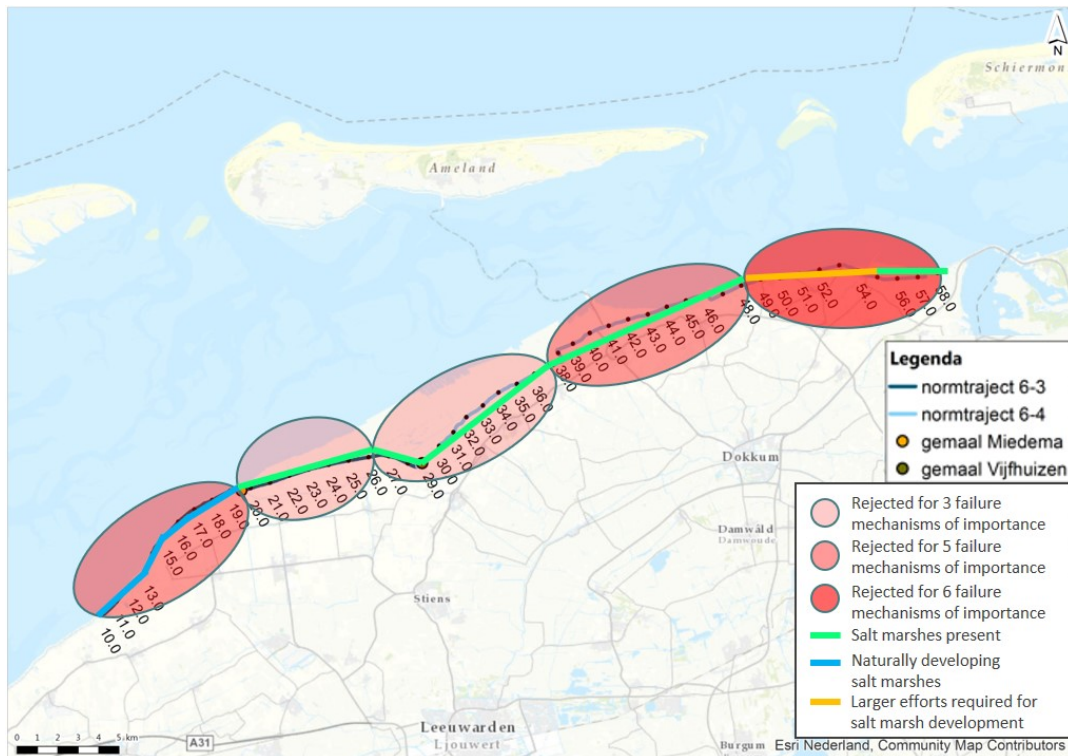 N
Schiermon
Ameland
10.0
11.0
12.0
13.0
15.0
16.0
17.0
18.0
19.0
20.0
21.0
22.0
23.0
24.0
25.0
26.0
27.0
29.0
30.0
31.0
32.0
33.0
34.0
35.0
36.0
38.0
39.0
40.0
41.0
42.0
43.0
44.0
45.0
46.0
48.0
49.0
50.0
51.0
52.0
54.0
56.0
57.0
58.0
Dokkum
Damwâld
Damwoude
Stiens
Leeuwarden
Ljouwert
Burgum
A31
0 1 2 3 4 5 km
Legenda
normtraject 6-3
normtraject 6-4
gemaal Miedema
gemaal Vijfhuizen
Rejected for 3 failure
mechanisms of importance
Rejected for 5 failure
mechanisms of importance
Rejected for 6 failure
mechanisms of importance
Salt marshes present
Naturally developing
salt marshes
Larger efforts required for
salt marsh development
Esri Nederland, Community Map Contributors